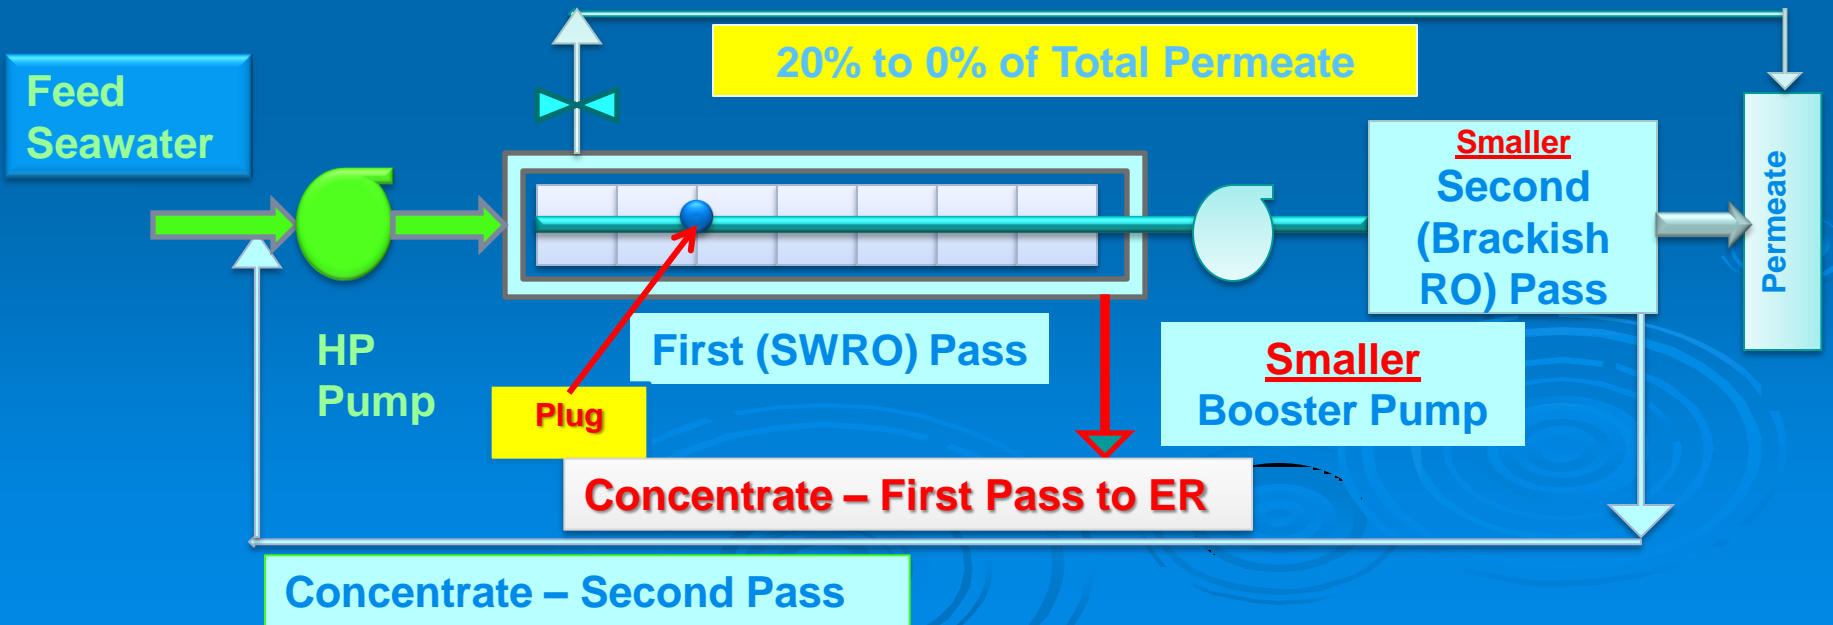 20% to 0% of Total Permeate
Feed
Seawater
Smaller
Second
(Brackish
RO) Pass
Permeate
HP
Pump
First (SWRO) Pass
Smaller
Booster Pump
Plug
Concentrate – First Pass to ER
Concentrate – Second Pass